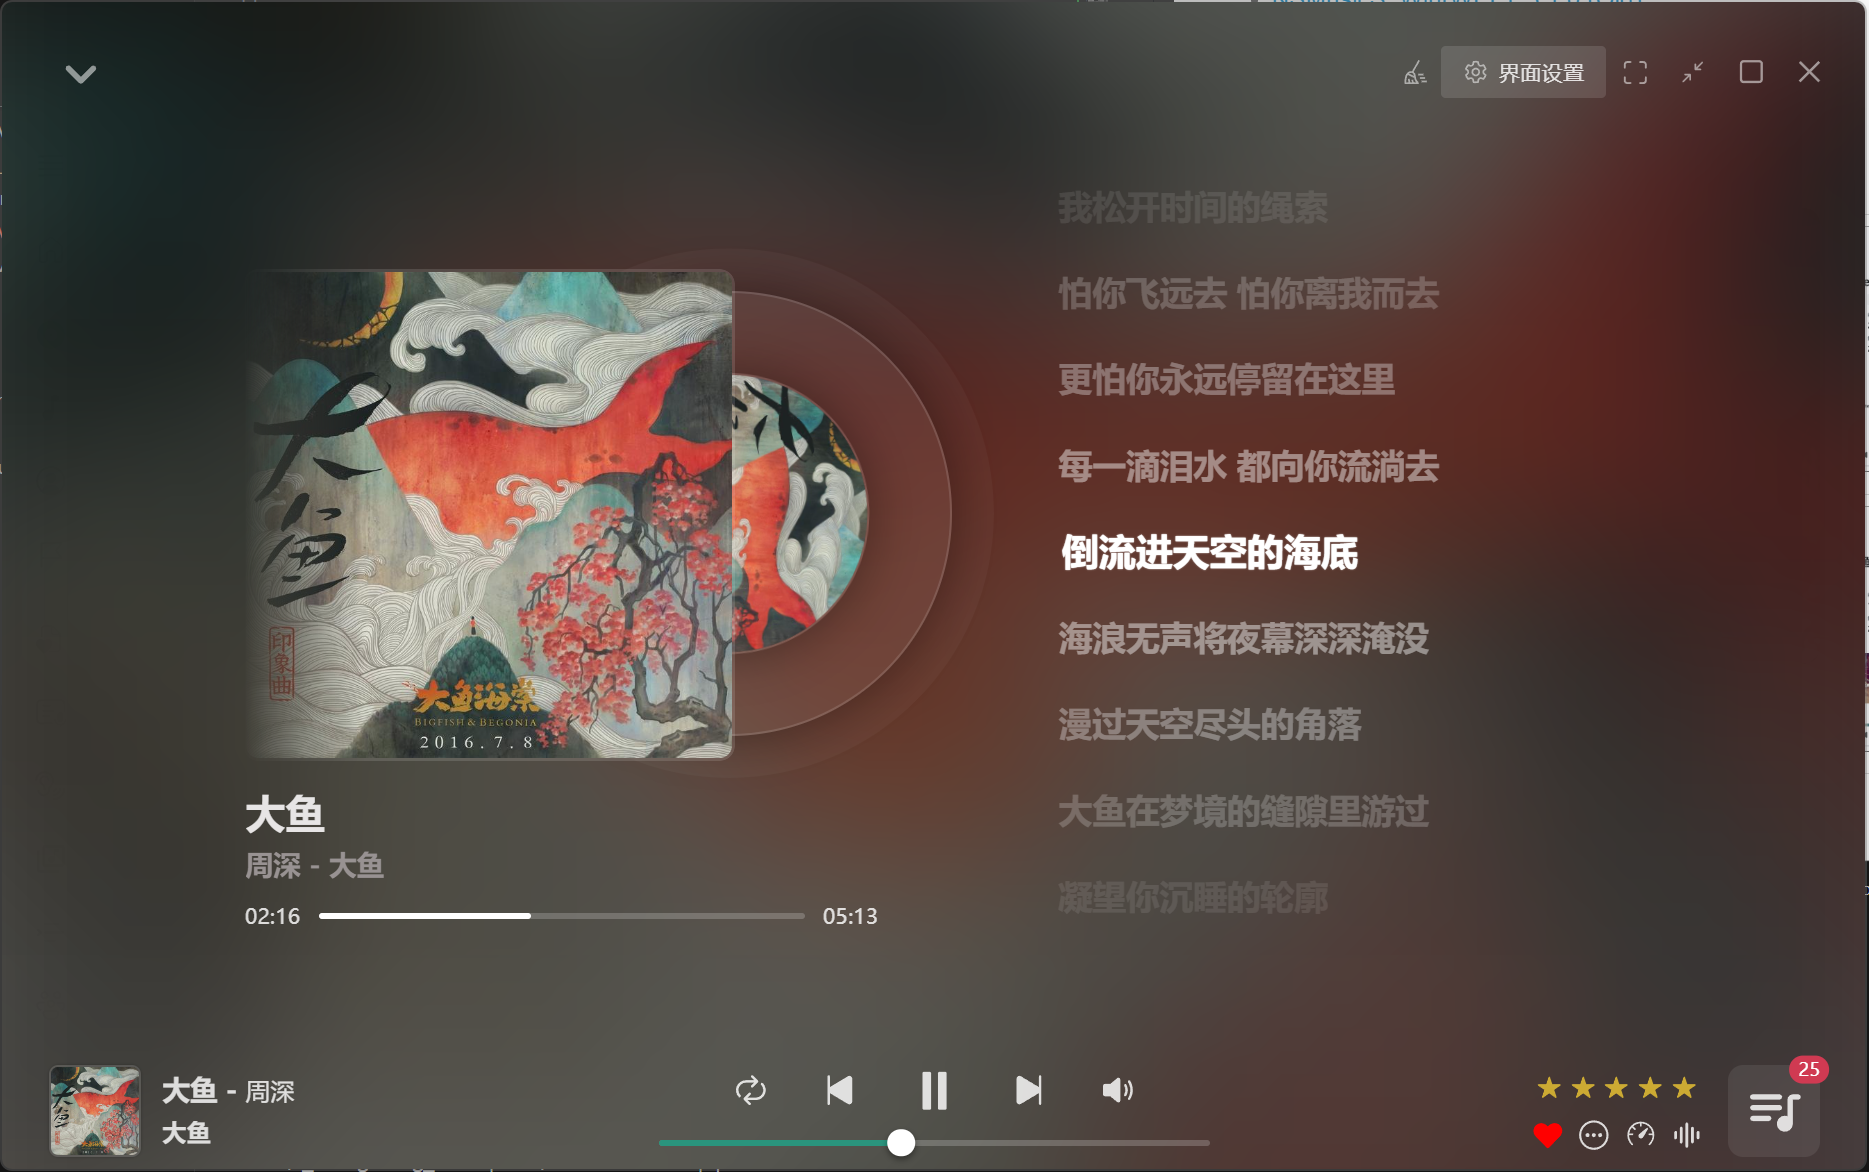 界面设置
我松开时间的绳索
怕你飞远去 怕你离我而去
更怕你永远停留在这里
每一滴泪水 都向你流淌去
倒流进天空的海底
海浪无声将夜幕深深淹没
漫过天空尽头的角落
大鱼在梦境的缝隙里游过
凝望你沉睡的轮廓
大鱼
印象曲
大鱼海棠
BIGFISH & BEGONIA
2016.7.8
大鱼
周深 - 大鱼
02:16
05:13
大鱼 - 周深
大鱼
25